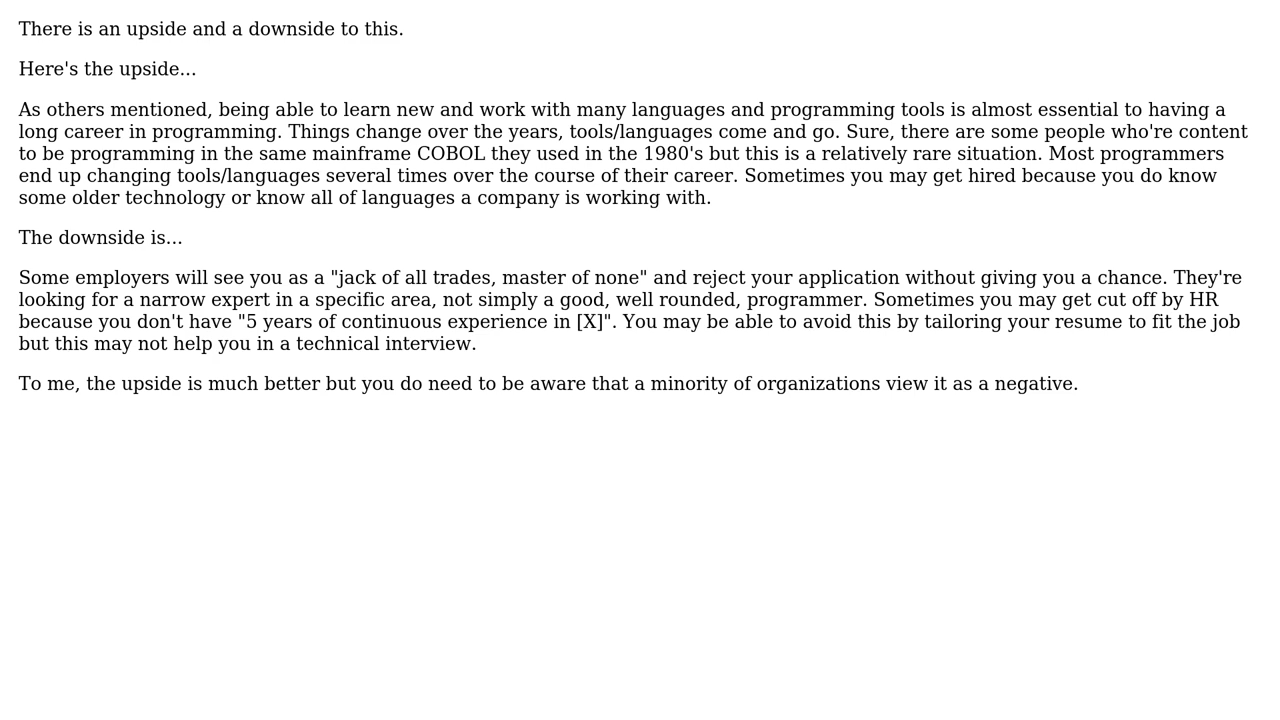 There is an upside and a downside to this.
Here's the upside...
As others mentioned, being able to learn new and work with many languages and programming tools is almost essential to having a
long career in programming. Things change over the years, tools/languages come and go. Sure, there are some people who're content
to be programming in the same mainframe COBOL they used in the 1980's but this is a relatively rare situation. Most programmers
end up changing tools/languages several times over the course of their career. Sometimes you may get hired because you do know
some older technology or know all of languages a company is working with.
The downside is...
Some employers will see you as a "jack of all trades, master of none" and reject your application without giving you a chance. They're
looking for a narrow expert in a specific area, not simply a good, well rounded, programmer. Sometimes you may get cut off by HR
because you don't have "5 years of continuous experience in [X]". You may be able to avoid this by tailoring your resume to fit the job
but this may not help you in a technical interview.
To me, the upside is much better but you do need to be aware that a minority of organizations view it as a negative.